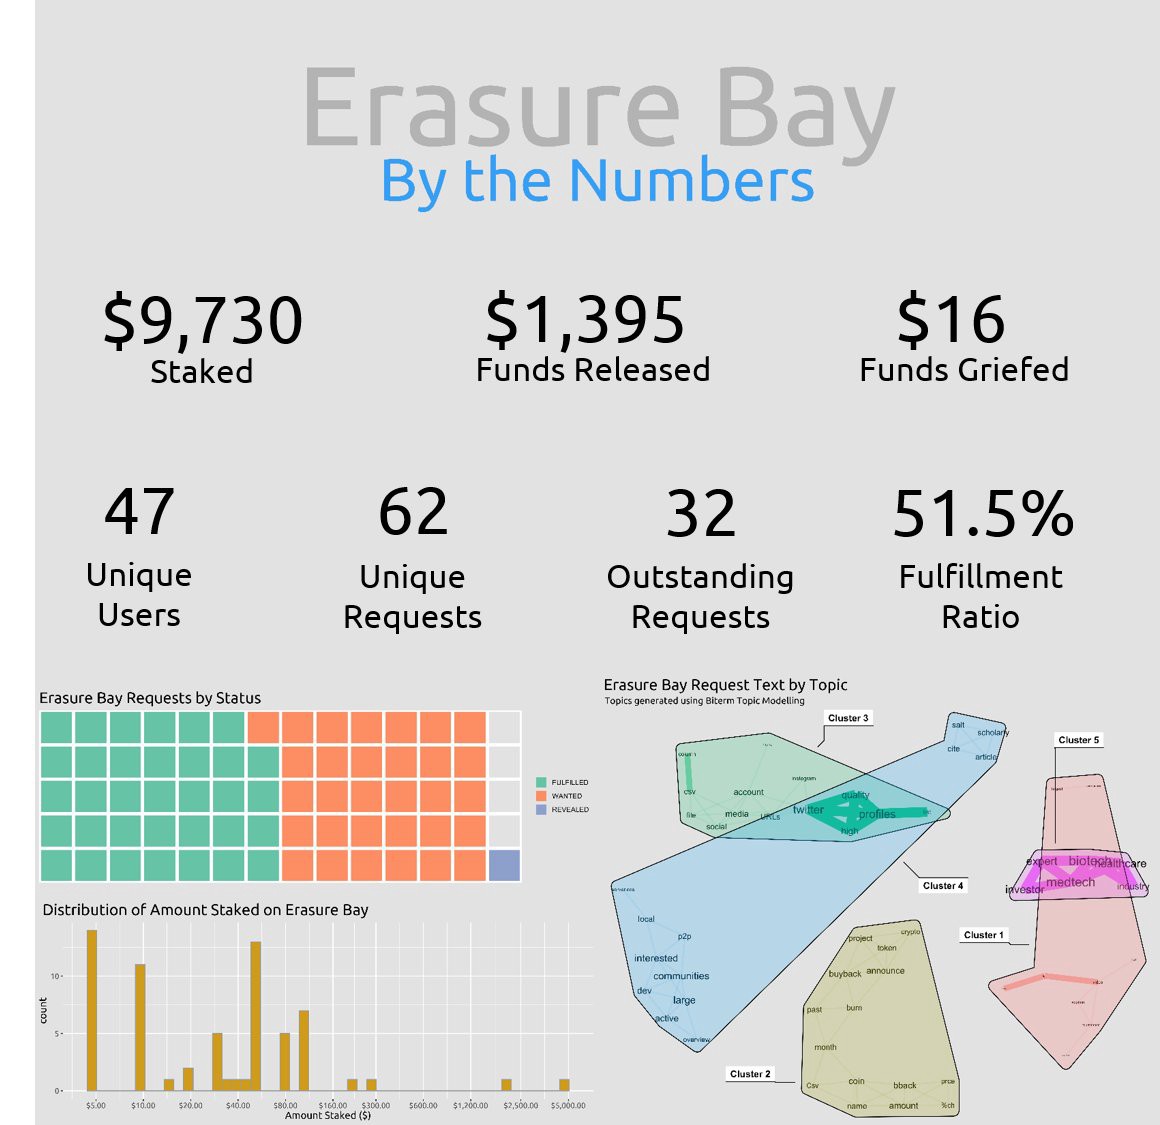 Erasure Bay
By the Numbers
$9,730
Staked
$1,395
Funds Released
$16
Funds Griefed
47
Unique
Users
62
Unique
Requests
32
Outstanding
Requests
51.5%
Fulfillment
Ratio
Erasure Bay Requests by Status
FULFILLED
WANTED
REVEALED
Distribution of Amount Staked on Erasure Bay
count
10
5
0
$5.00 $10.00 $20.00 $40.00 $80.00 $160.00 $300.00 $600.00 $1,200.00 $2,500.00 $5,000.00
Amount Staked ($)
Erasure Bay Request Text by Topic
Topics generated using Biterm Topic Modelling
Cluster 3
salt
scholarly
cite
article
Cluster 5
instagram
csv
account
quality
twitter
file
media
URLs
profiles
social
high
expert
biotech
healthcare
medtech
investor
industry
Cluster 4
local
p2p
interested
communities
dev
large
active
overview
Cluster 1
project
crypto
token
buyback
announce
past
burn
month
Cluster 2
Csv
coin
bback
price
name
amount
%ch